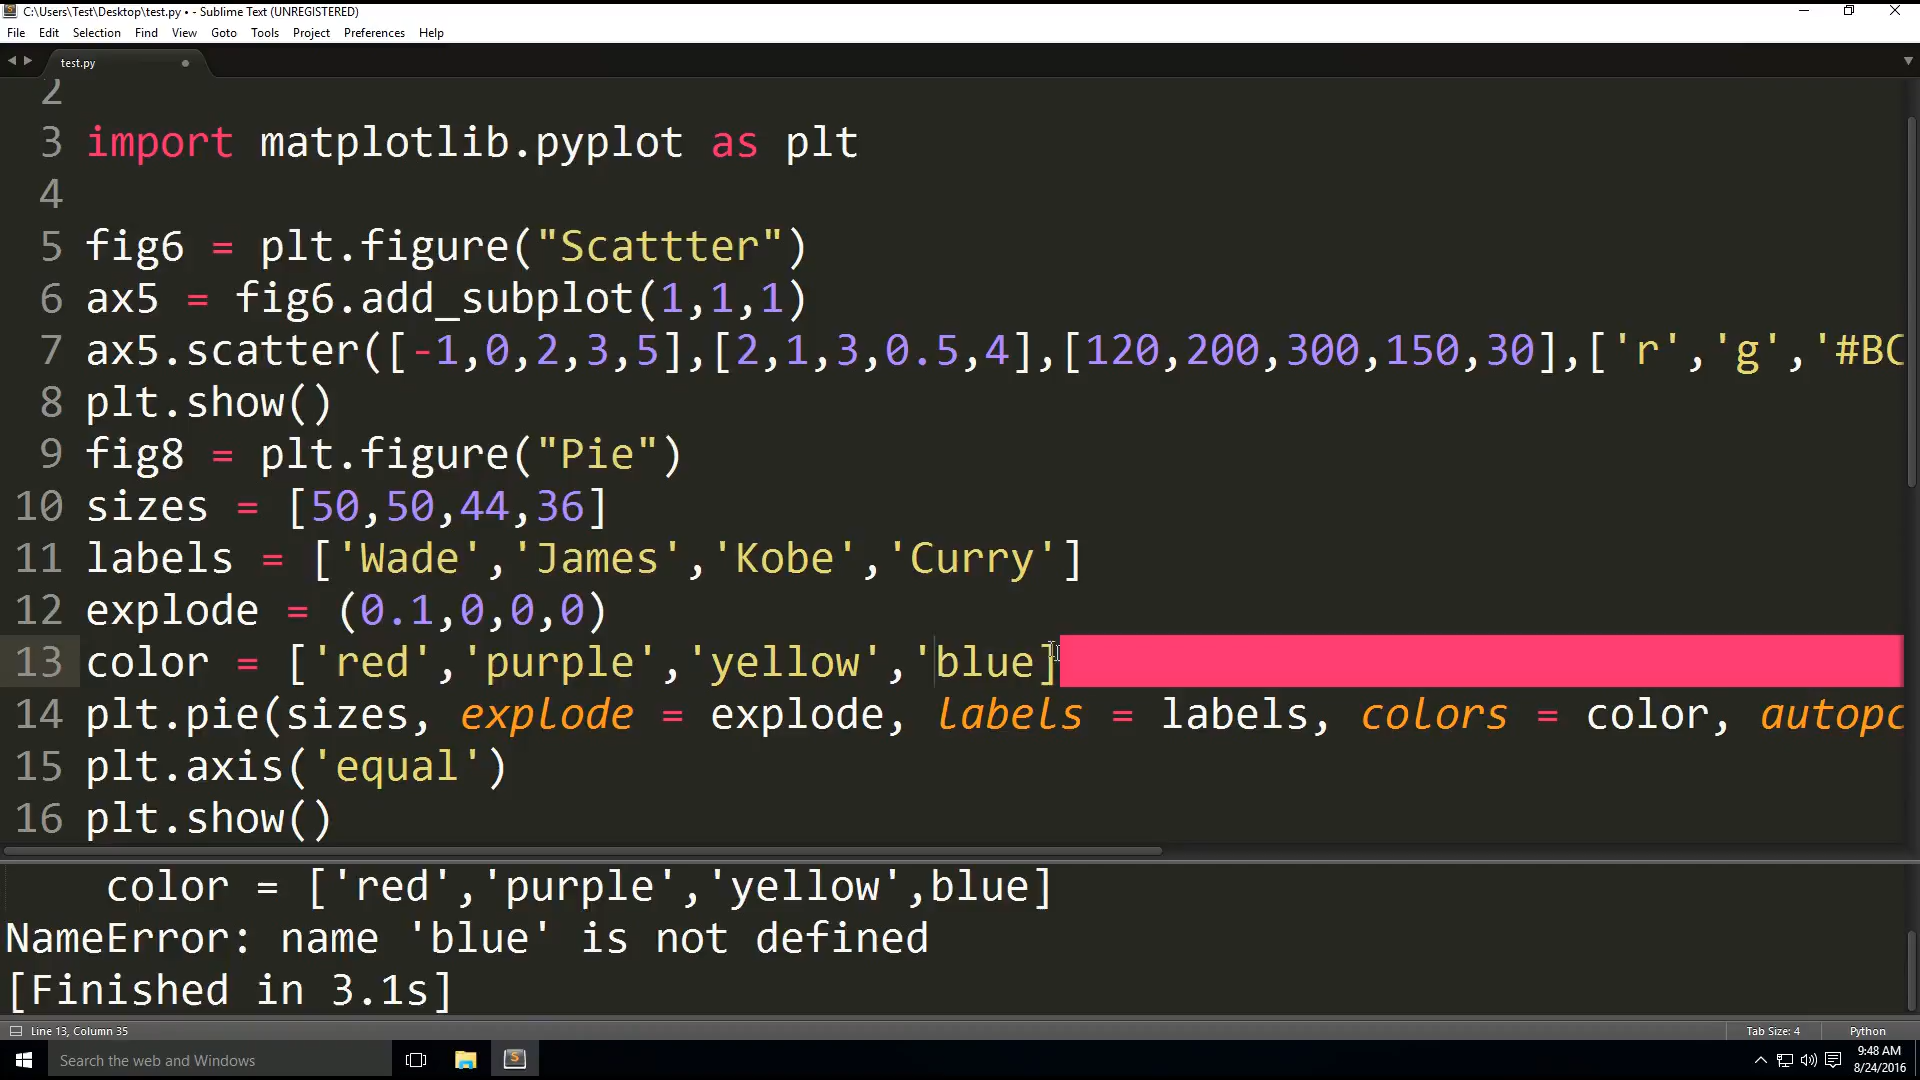 C:\Users\Test\Desktop\test.py • - Sublime Text (UNREGISTERED)
File Edit Selection Find View Goto Tools Project Preferences Help
test.py
2
3 import matplotlib.pyplot as plt
4
5 fig6 = plt.figure("Scattter")
6 ax5 = fig6.add_subplot(1,1,1)
7 ax5.scatter([-1,0,2,3,5],[2,1,3,0.5,4],[120,200,300,150,30],['r','g','#BC
8 plt.show()
9 fig8 = plt.figure("Pie")
10 sizes = [50,50,44,36]
11 labels = ['Wade','James','Kobe','Curry']
12 explode = (0.1,0,0,0)
13 color = ['red','purple','yellow','blue]
14 plt.pie(sizes, explode = explode, labels = labels, colors = color, autopc
15 plt.axis('equal')
16 plt.show()
color = ['red','purple','yellow',blue]
NameError: name 'blue' is not defined
[Finished in 3.1s]
Line 13, Column 35
Tab Size: 4
Python
Search the web and Windows
9:48 AM
8/24/2016